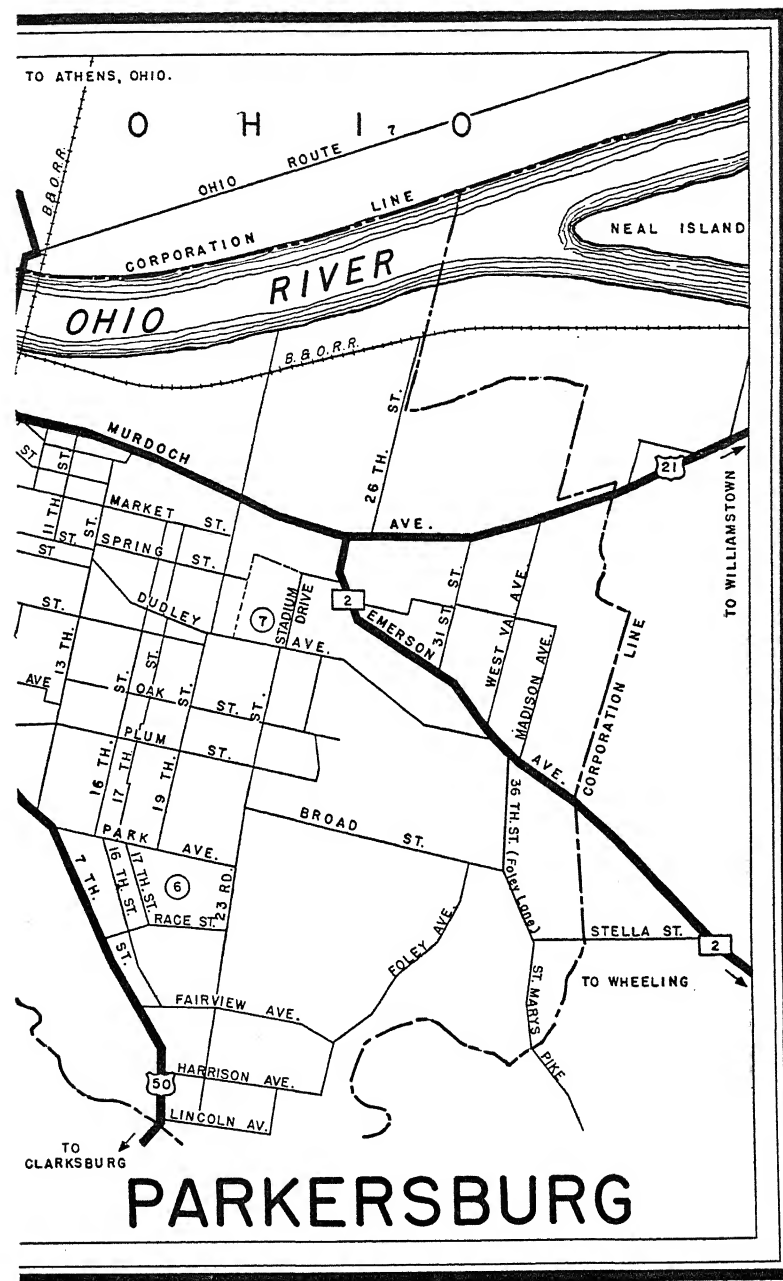 TO ATHENS, OHIO.
OHIO
7
B.&O.R.R.
OHIO ROUTE
CORPORATION LINE
NEAL ISLAND
OHIO RIVER
B.&O.R.R.
26 TH. ST.
MURDOCH AVE.
21
TO WILLIAMSTOWN
ST.
ST.
11 TH.
ST.
MARKET ST.
ST.
SPRING ST.
ST
2
EMERSON AVE.
31 ST. ST.
WEST VA. AVE.
MADISON AVE.
CORPORATION LINE
7
STADIUM DRIVE
DUDLEY AVE.
ST.
13 TH.
ST.
ST.
ST.
ST.
AVE
OAK ST.
PLUM ST.
16 TH.
17 TH.
19 TH.
BROAD ST.
36 TH. ST. (Foley Lane)
PARK AVE.
7 TH. ST.
16 TH. ST.
17 TH. ST.
6
23 RD.
RACE ST.
FOLEY AVE.
STELLA ST.
2
TO WHEELING
ST. MARYS PIKE
FAIRVIEW AVE.
HARRISON AVE.
50
LINCOLN AV.
TO
CLARKSBURG
PARKERSBURG